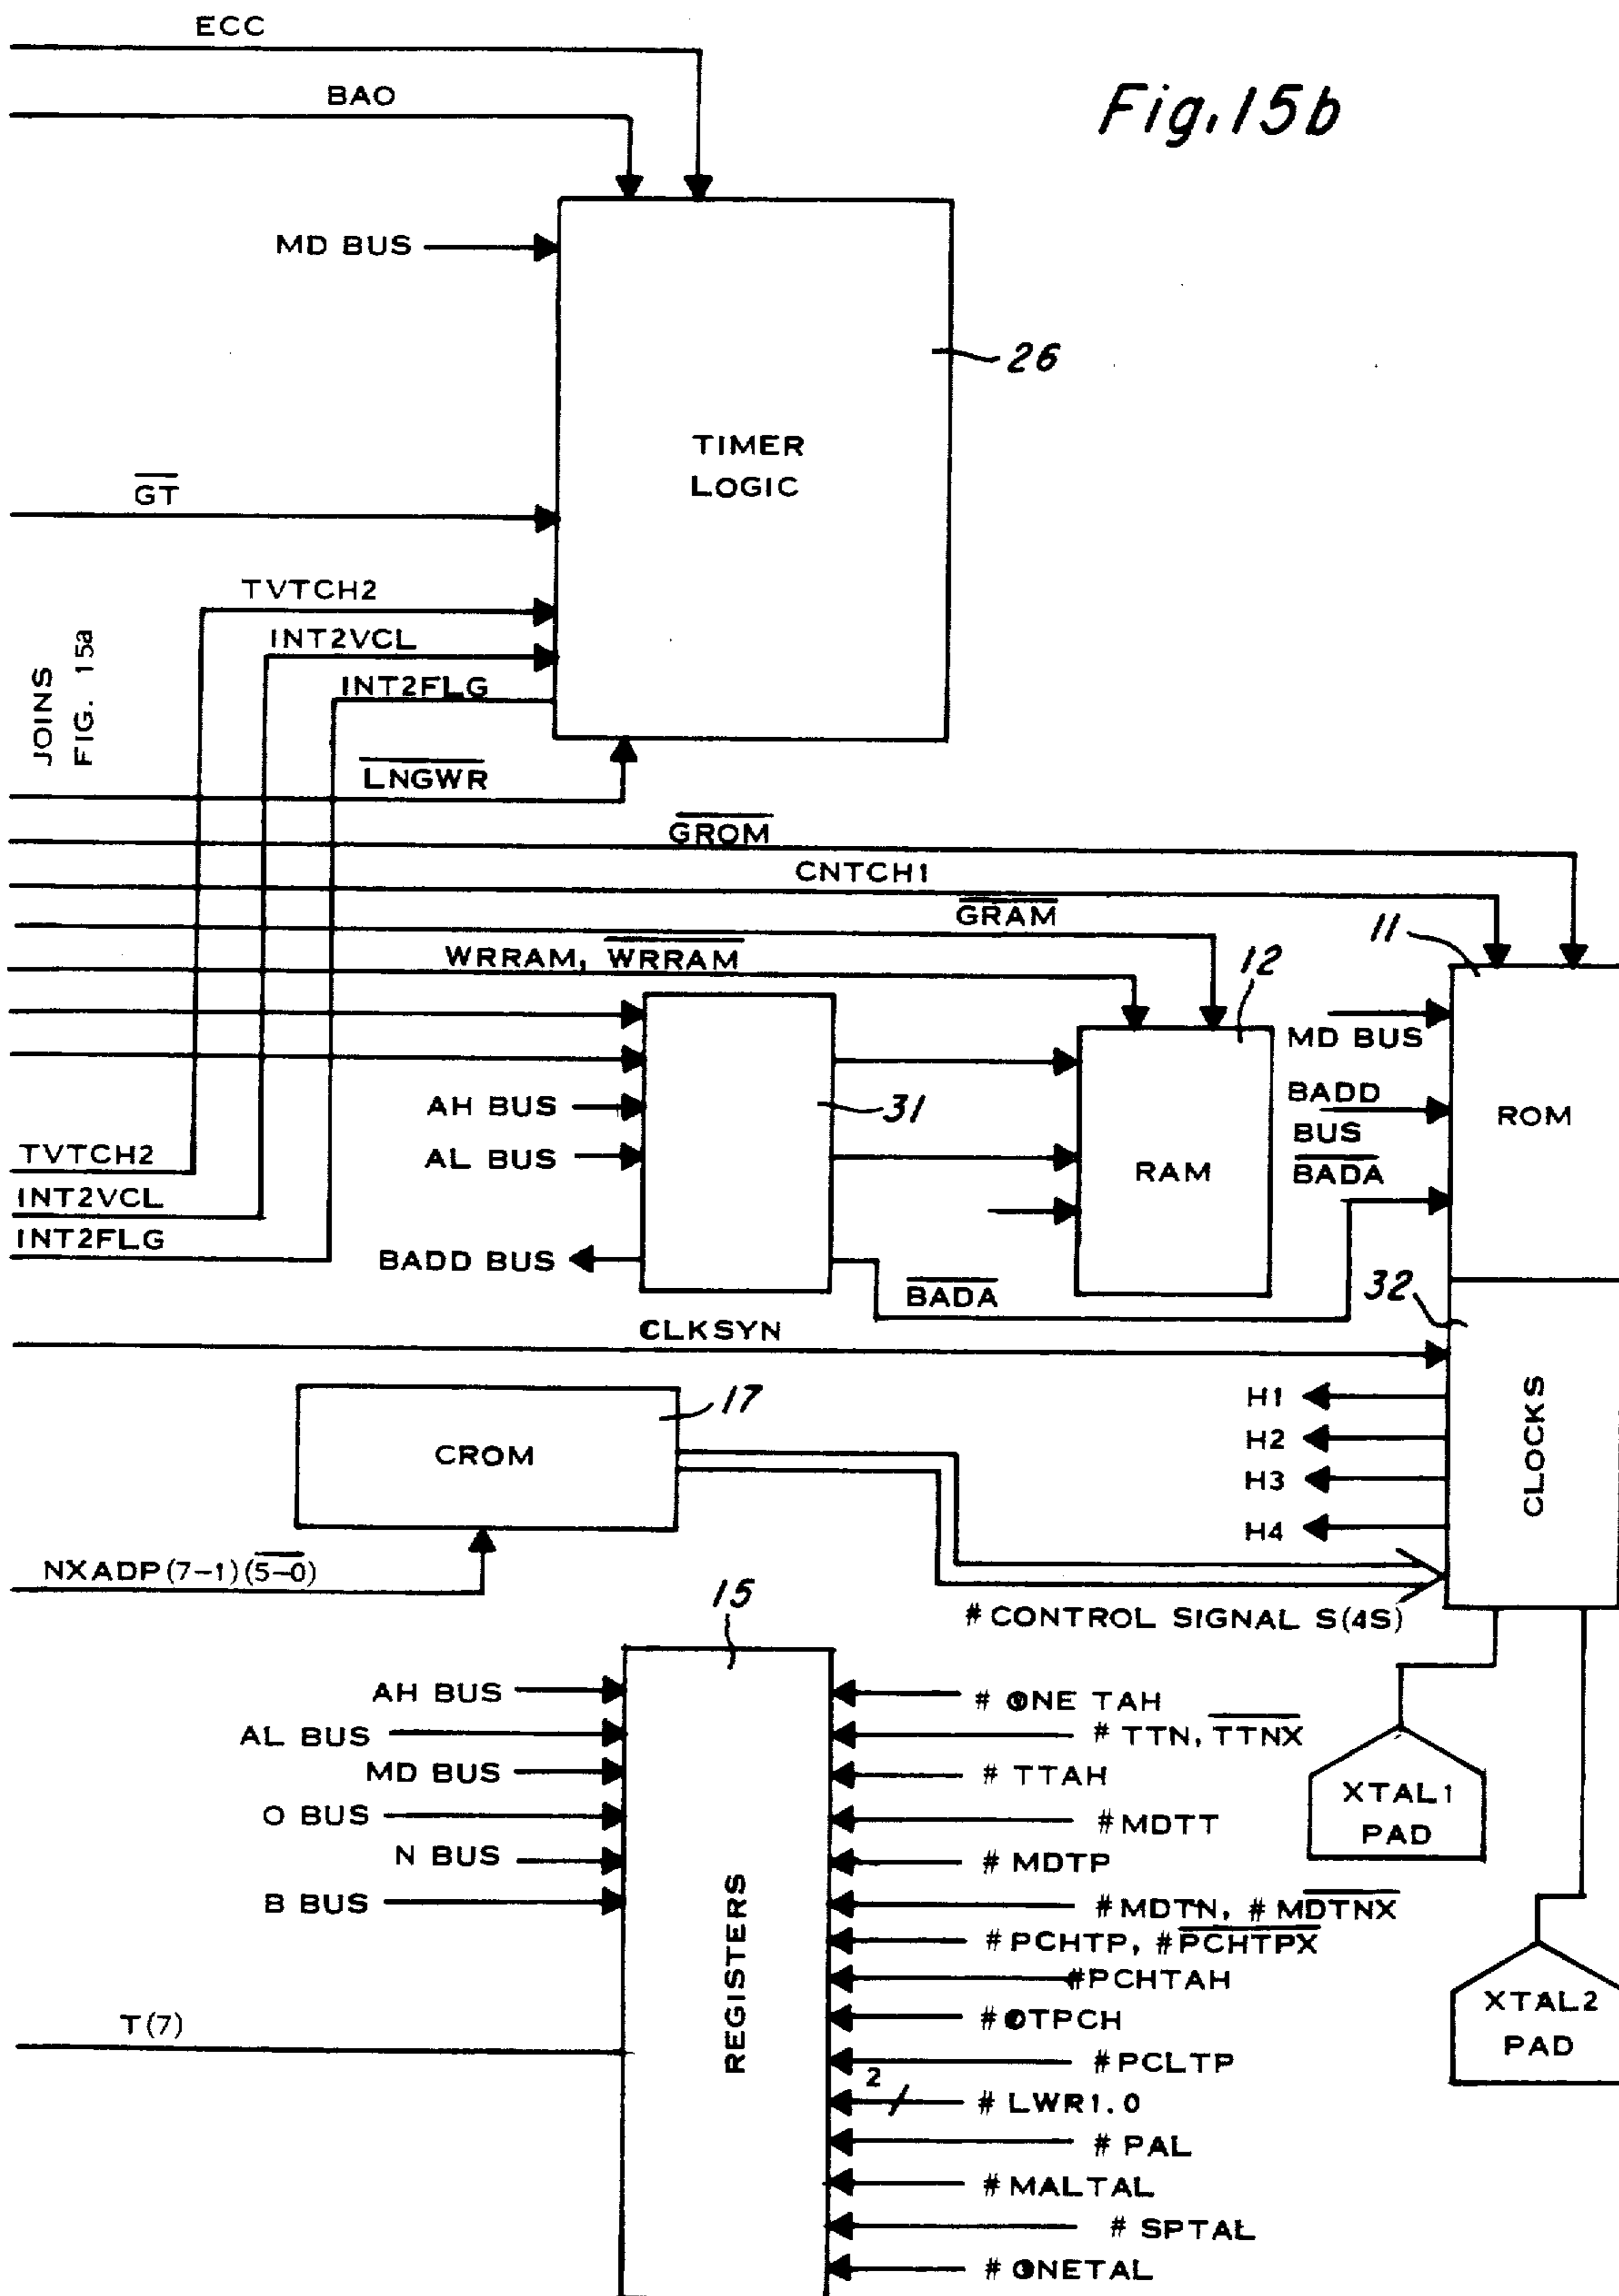 ECC
Fig. 15b
BAO
MD BUS
26
TIMER
LOGIC
GT
TVTCH2
INT2VCL
INT2FLG
JOINS
FIG. 15a
LNGWR
GROM
CNTCH1
GRAM
WRRAM, WRRAM
11
12
MD BUS
BADD
BUS
BADA
ROM
AH BUS
31
AL BUS
RAM
TVTCH2
INT2VCL
INT2FLG
BADD BUS
BADA
32
CLKSYN
17
CROM
H1
H2
H3
H4
CLOCKS
NXADP(7-1)(5-0)
# CONTROL SIGNAL S(4S)
15
AH BUS
AL BUS
MD BUS
O BUS
N BUS
B BUS
T(7)
REGISTERS
# ONE TAH
# TTN, TTNX
# TTAH
#MDTT
# MDTP
#MDTN, # MDTNX
#PCHTP, #PCHTPX
#PCHTAH
#OTPCH
#PCLTP
2
# LWR1.0
# PAL
#MALTAL
# SPTAL
# ONETAL
XTAL1
PAD
XTAL2
PAD